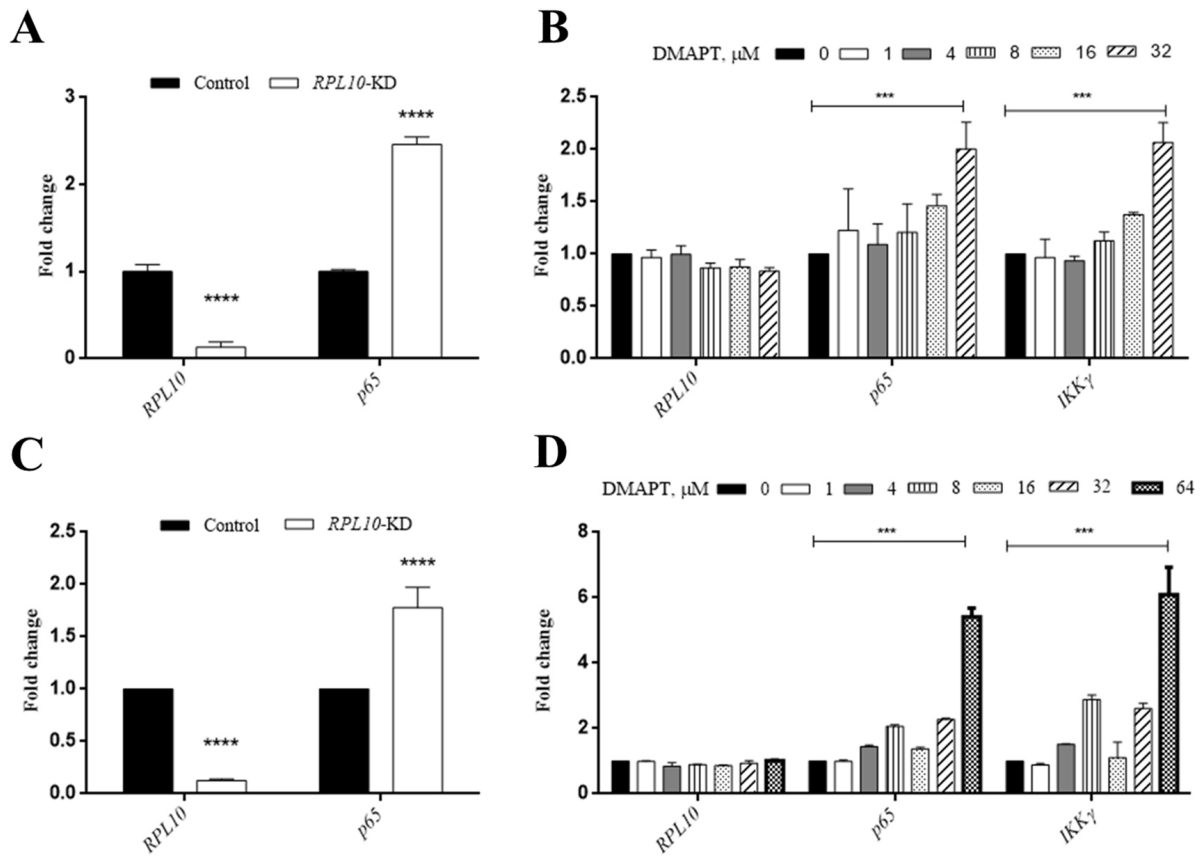 A
Control RPL10-KD
Fold change
3
2
1
0
****
****
RPL10 p65
B
DMAPT, μM 0 1 4 8 16 32
Fold change
2.5
2.0
1.5
1.0
0.5
0.0
*** ***
RPL10 p65 IKKγ
C
Control RPL10-KD
Fold change
2.5
2.0
1.5
1.0
0.5
0.0
****
****
RPL10 p65
D
DMAPT, μM 0 1 4 8 16 32 64
Fold change
8
6
4
2
0
*** ***
RPL10 p65 IKKγ